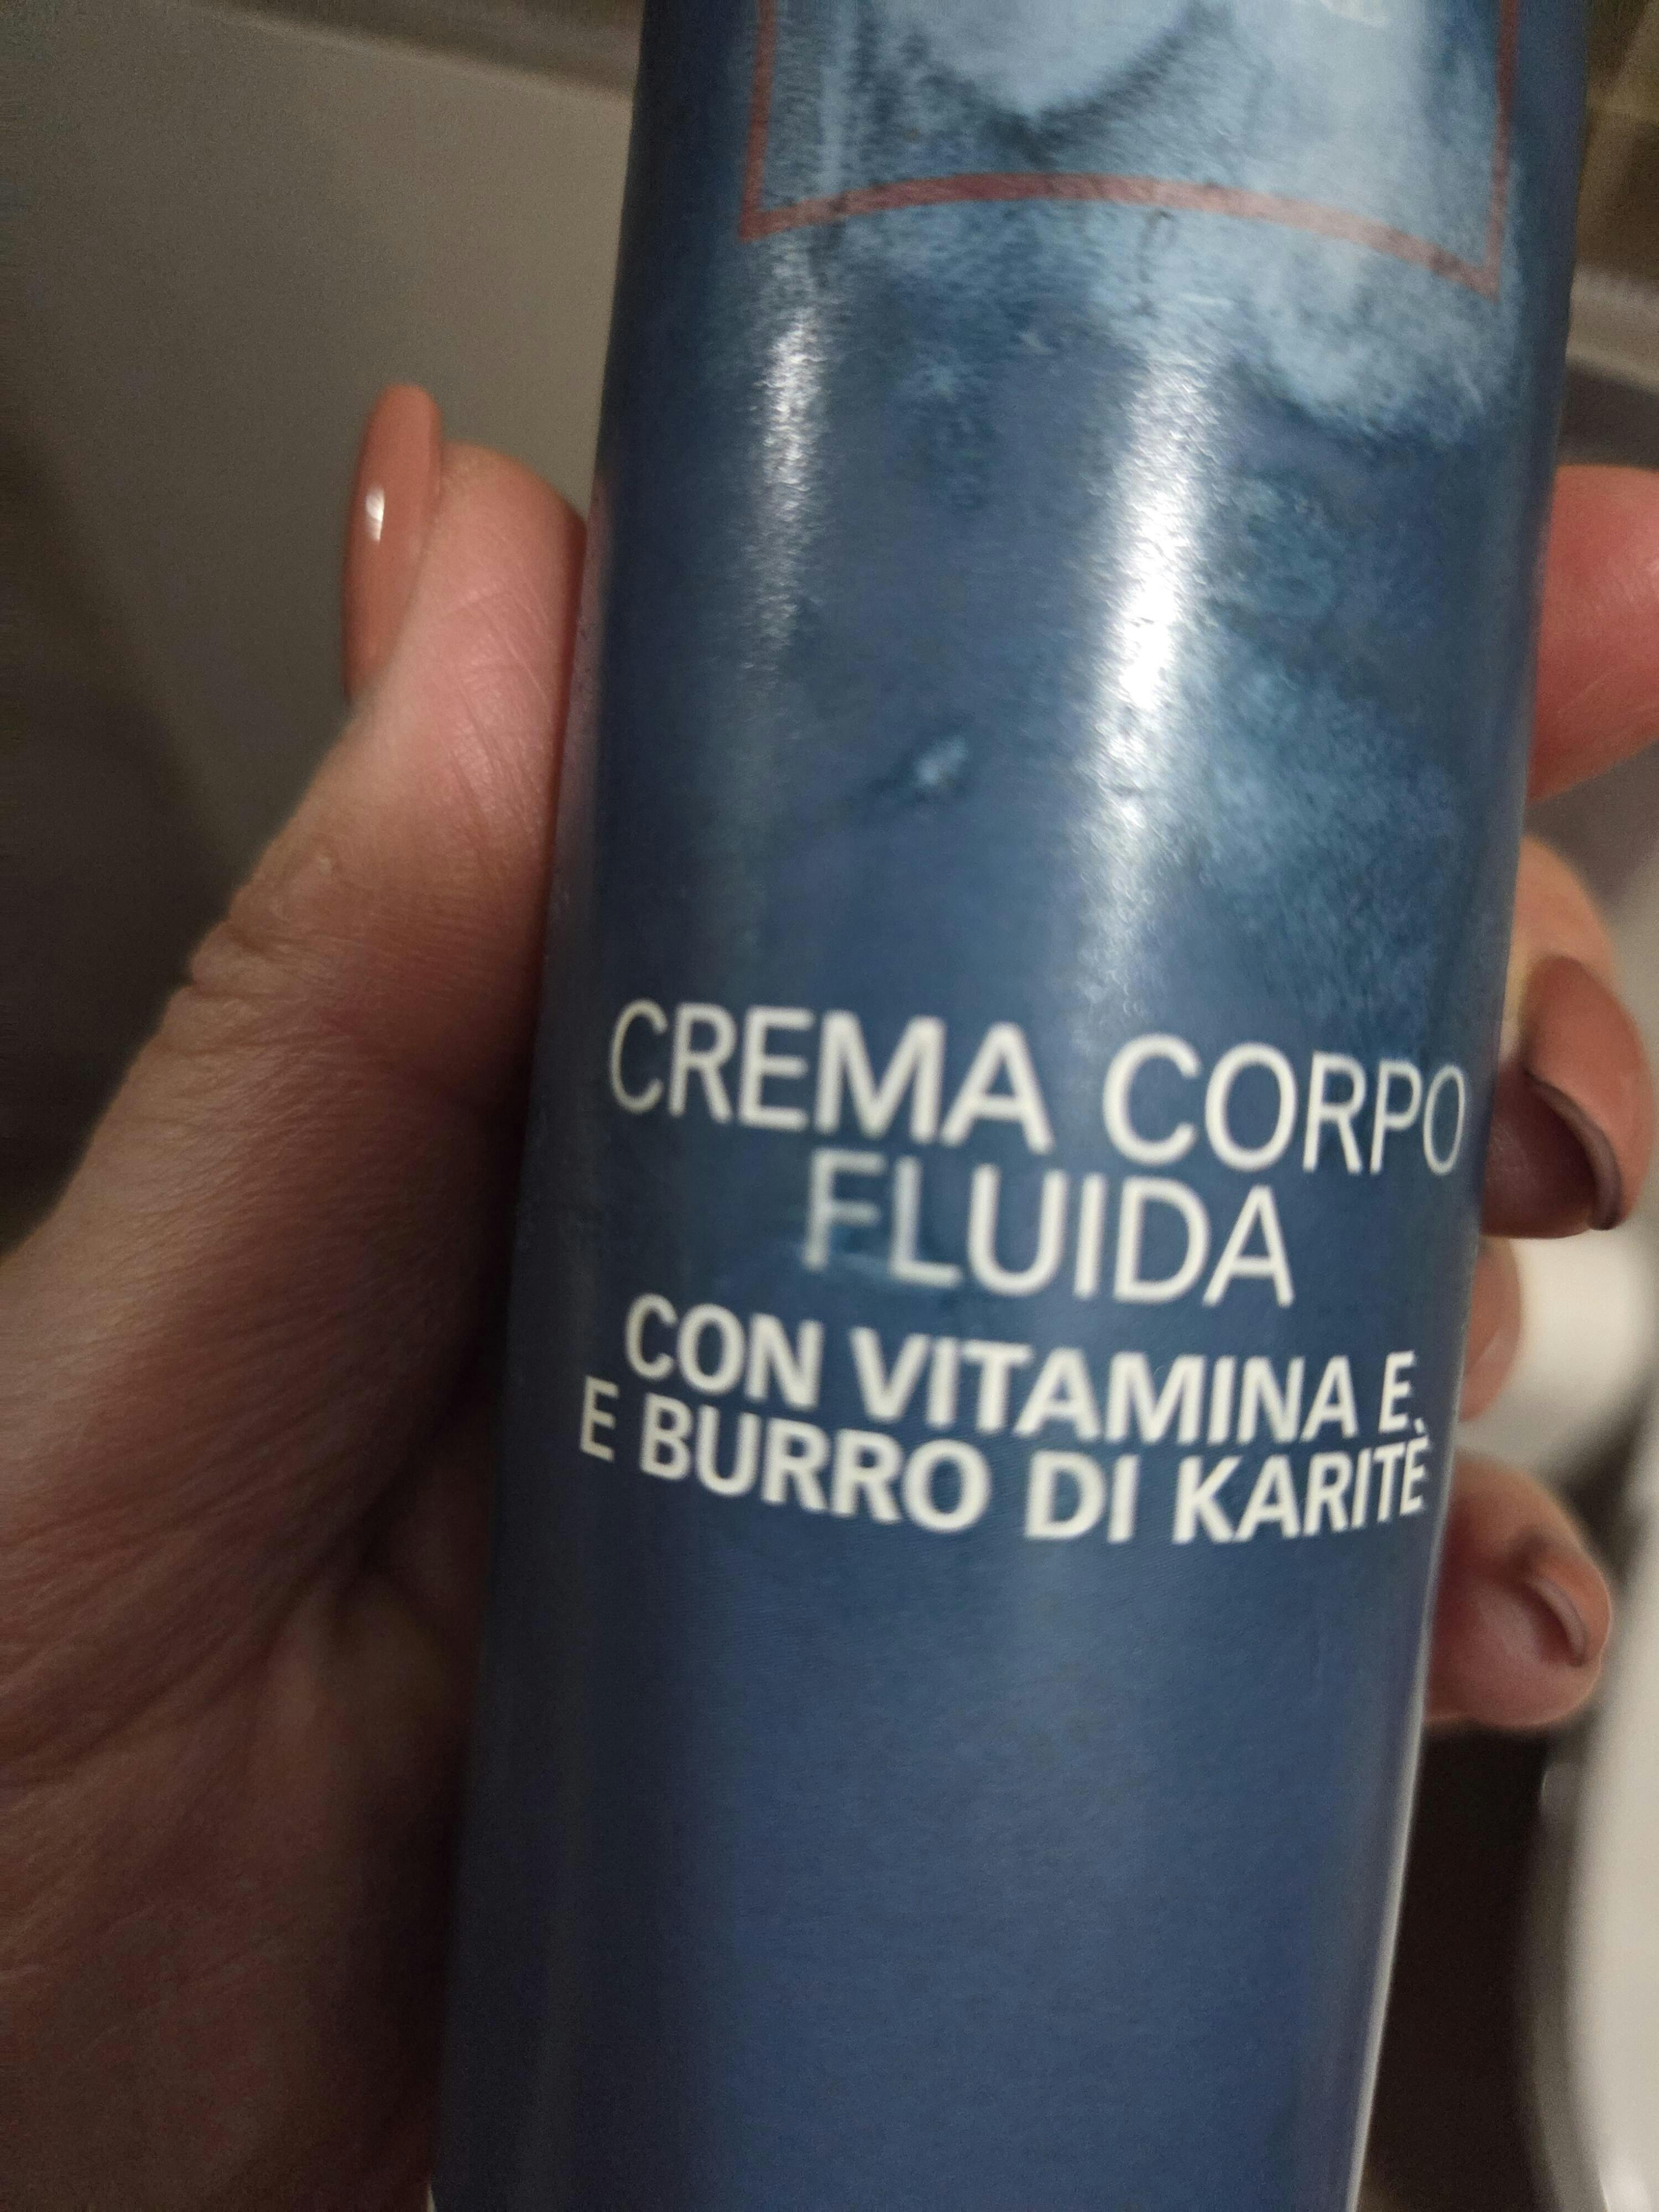 CREMA CORPO
FLUIDA
CON VITAMINA E
E BURRO DI KARITÈ